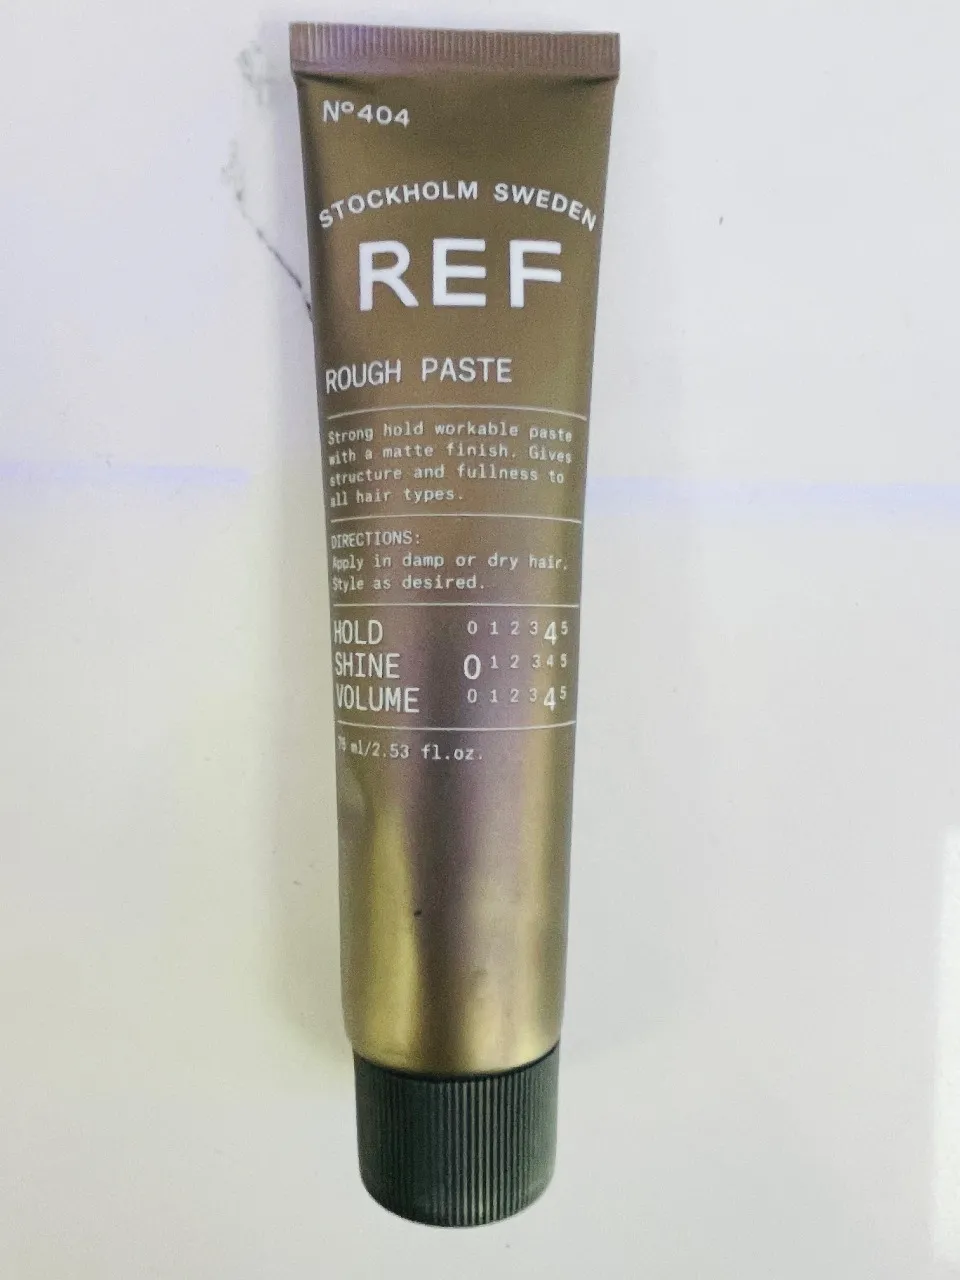 Nº404
STOCKHOLM SWEDEN
REF
ROUGH PASTE
Strong hold workable paste
with a matte finish. Gives
structure and fullness to
all hair types.
DIRECTIONS:
Apply in damp or dry hair.
Style as desired.
HOLD 0 1 2 3 4 5
SHINE 0 1 2 3 4 5
VOLUME 0 1 2 3 4 5
75 ml/2.53 fl.oz.